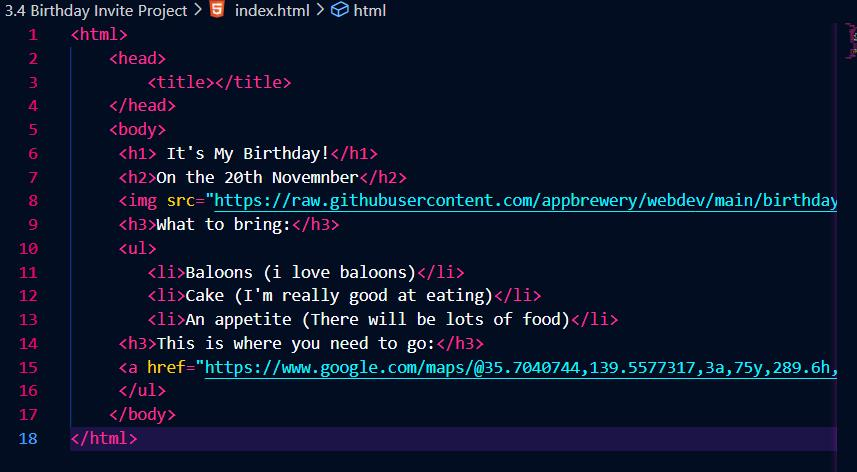 3.4 Birthday Invite Project > index.html > html
1 <html>
2 <head>
3 <title></title>
4 </head>
5 <body>
6 <h1> It's My Birthday!</h1>
7 <h2>On the 20th Novemnber</h2>
8 <img src="https://raw.githubusercontent.com/appbrewery/webdev/main/birthday
9 <h3>What to bring:</h3>
10 <ul>
11 <li>Baloons (i love baloons)</li>
12 <li>Cake (I'm really good at eating)</li>
13 <li>An appetite (There will be lots of food)</li>
14 <h3>This is where you need to go:</h3>
15 <a href="https://www.google.com/maps/@35.7040744,139.5577317,3a,75y,289.6h,
16 </ul>
17 </body>
18 </html>